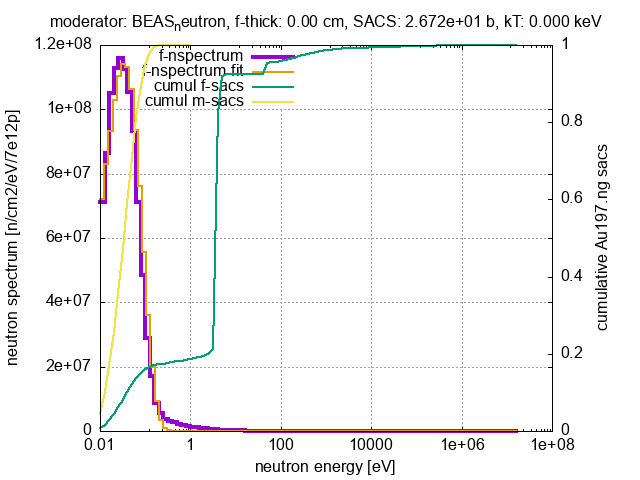 moderator: BEASneutron, f-thick: 0.00 cm, SACS: 2.672e+01 b, kT: 0.000 keV
1.2e+08
1e+08
8e+07
6e+07
4e+07
2e+07
0
neutron spectrum [n/cm2/eV/7e12p]
f-nspectrum
f-nspectrum fit
cumul f-sacs
cumul m-sacs
1
0.8
0.6
0.4
0.2
0
cumulative Au197.ng sacs
0.01 1 100 10000 1e+06 1e+08
neutron energy [eV]